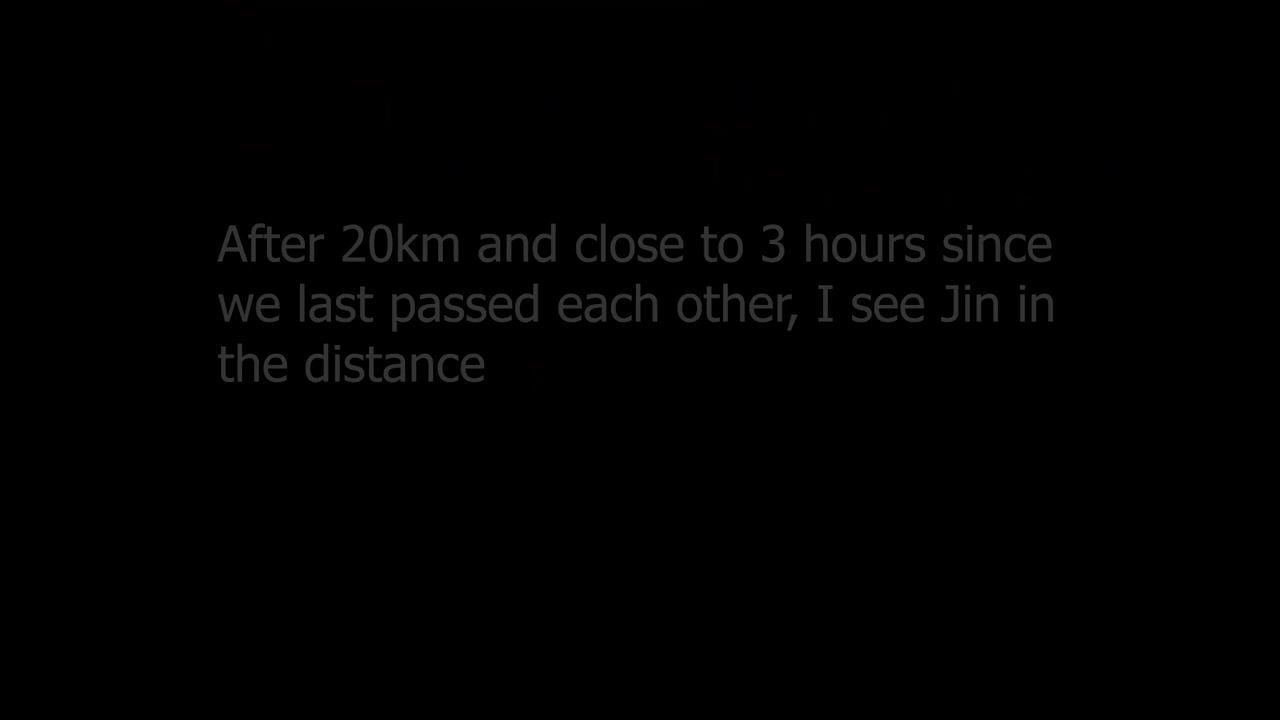 After 20km and close to 3 hours since
we last passed each other, I see Jin in
the distance